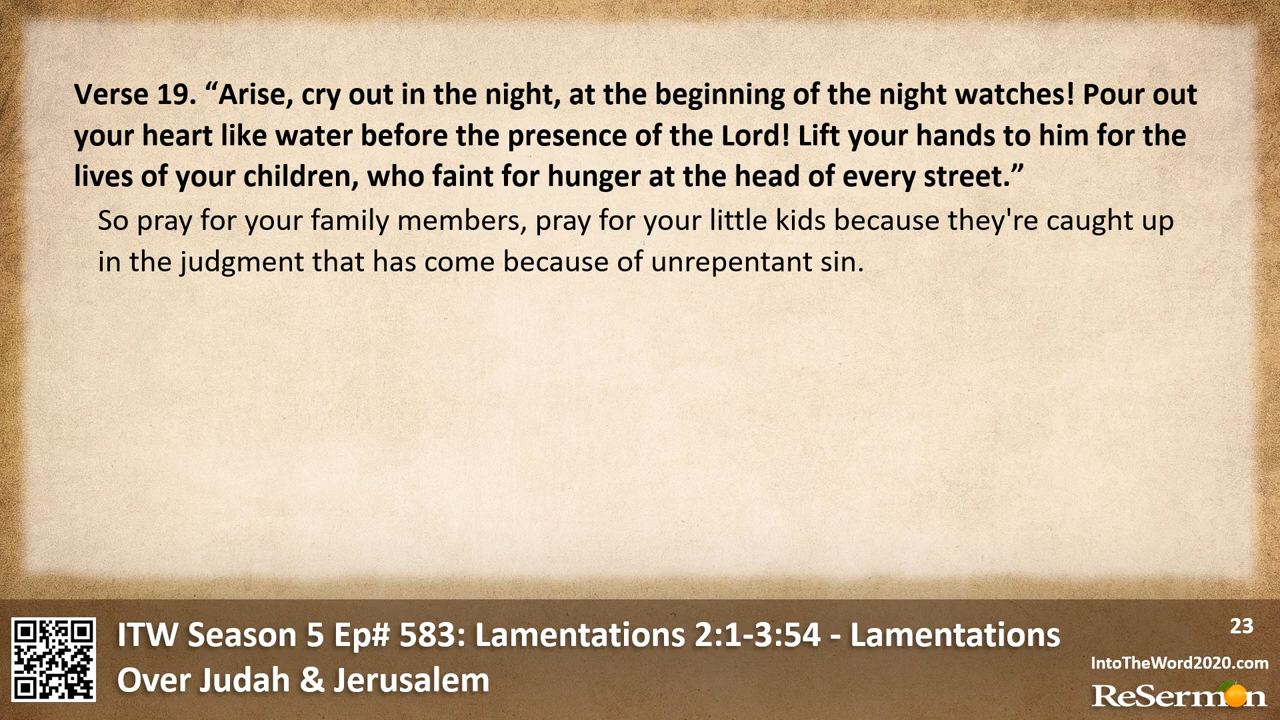 Verse 19. “Arise, cry out in the night, at the beginning of the night watches! Pour out
your heart like water before the presence of the Lord! Lift your hands to him for the
lives of your children, who faint for hunger at the head of every street.”
So pray for your family members, pray for your little kids because they're caught up
in the judgment that has come because of unrepentant sin.
ITW Season 5 Ep# 583: Lamentations 2:1-3:54 - Lamentations
Over Judah & Jerusalem
23
IntoTheWord2020.com
ReSermon